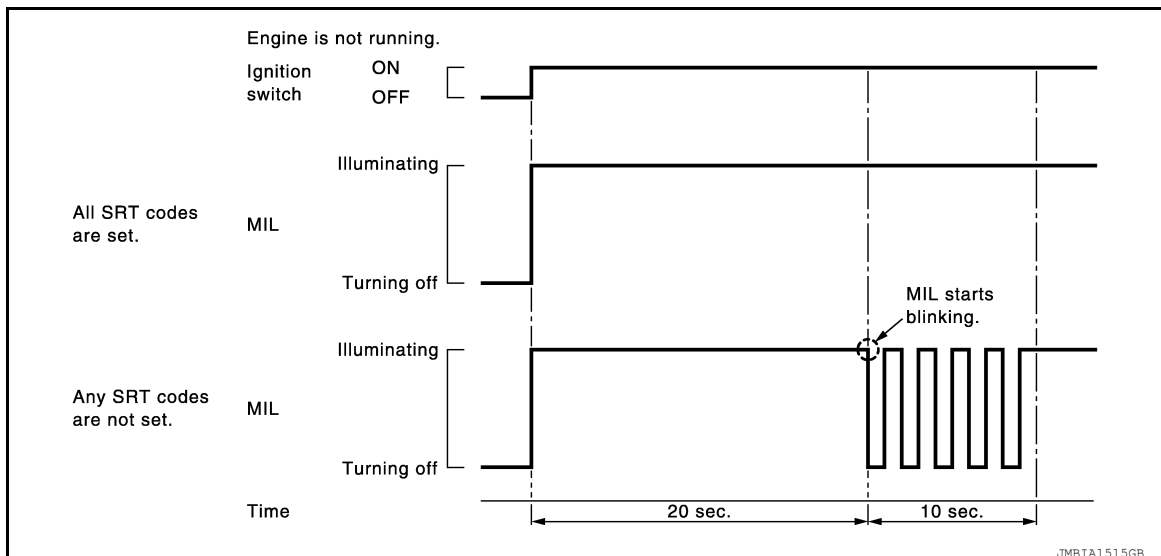 Engine is not running.
Ignition
switch
ON
OFF
Illuminating
All SRT codes
are set.
MIL
Turning off
MIL starts
blinking.
Illuminating
Any SRT codes
are not set.
MIL
Turning off
Time
20 sec.
10 sec.
JMBIA1515GB